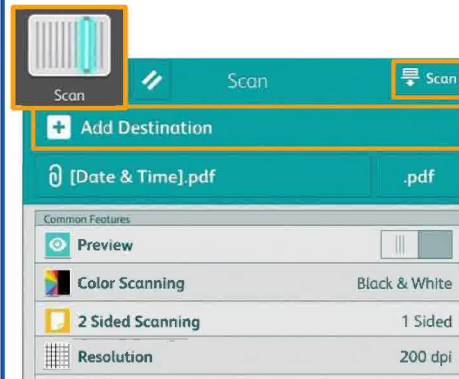 Scan
Scan
Scan
Add Destination
[Date & Time].pdf .pdf
Common Features
Preview
Color Scanning Black & White
2 Sided Scanning 1 Sided
Resolution 200 dpi